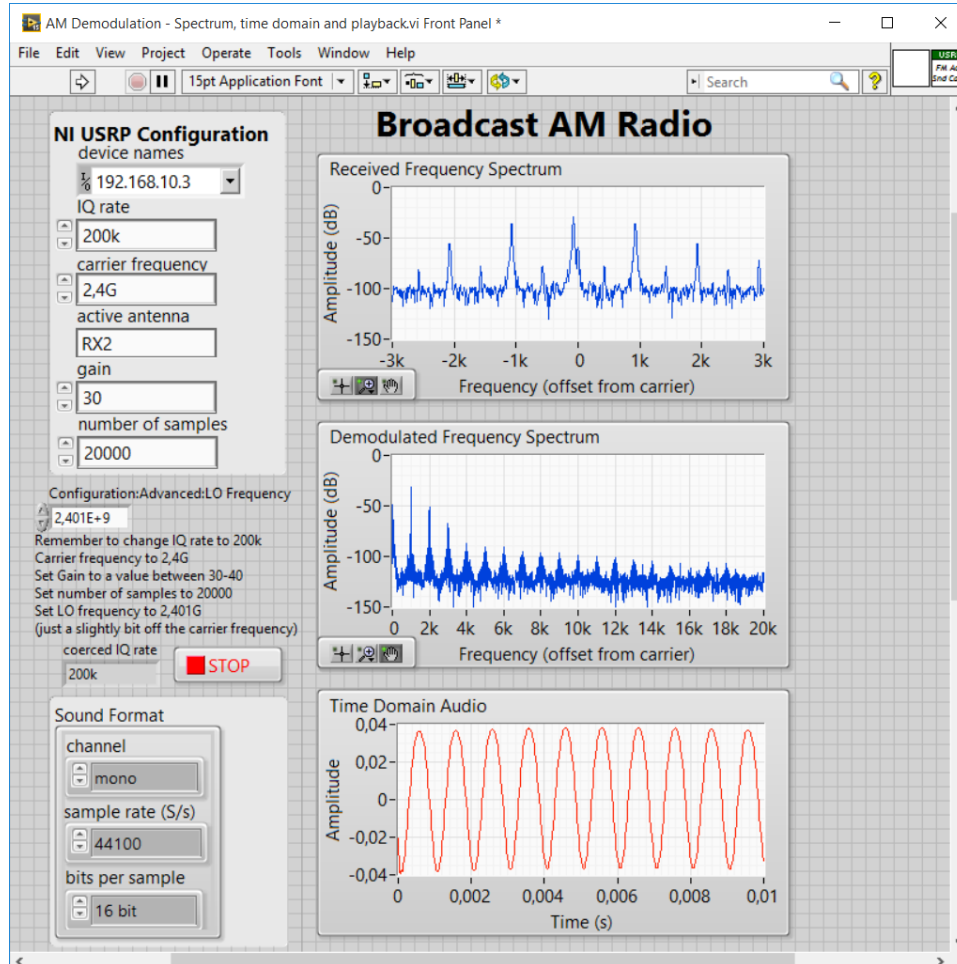 AM Demodulation - Spectrum, time domain and playback.vi Front Panel *
File Edit View Project Operate Tools Window Help
15pt Application Font
Search
?
USRP
FM
Snd
NI USRP Configuration
device names
192.168.10.3
IQ rate
200k
carrier frequency
2,4G
active antenna
RX2
gain
30
number of samples
20000
Configuration:Advanced:LO Frequency
2,401E+9
Remember to change IQ rate to 200k
Carrier frequency to 2,4G
Set Gain to a value between 30-40
Set number of samples to 20000
Set LO frequency to 2,401G
(just a slightly bit off the carrier frequency)
coerced IQ rate
200k
STOP
Sound Format
channel
mono
sample rate (S/s)
44100
bits per sample
16 bit
Broadcast AM Radio
Received Frequency Spectrum
Amplitude (dB)
0
-50
-100
-150
-3k -2k -1k 0 1k 2k 3k
Frequency (offset from carrier)
Demodulated Frequency Spectrum
Amplitude (dB)
0
-50
-100
-150
0 2k 4k 6k 8k 10k 12k 14k 16k 18k 20k
Frequency (offset from carrier)
Time Domain Audio
Amplitude
0,04
0,02
0
-0,02
-0,04
0 0,002 0,004 0,006 0,008 0,01
Time (s)